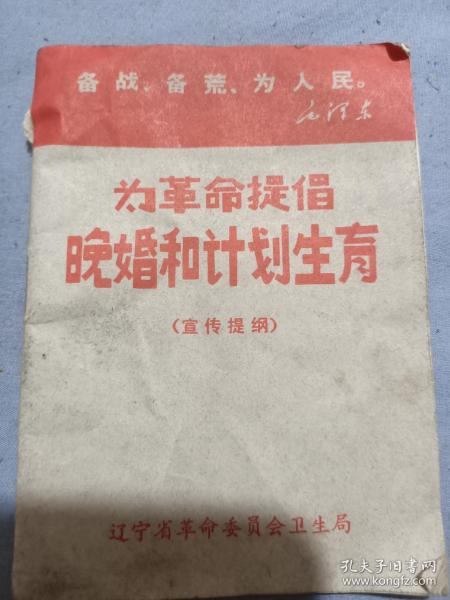 备战、备荒、为人民。
毛泽东
为革命提倡
晚婚和计划生育
(宣传提纲)
辽宁省革命委员会卫生局
孔夫子旧书网
www.kongfz.com